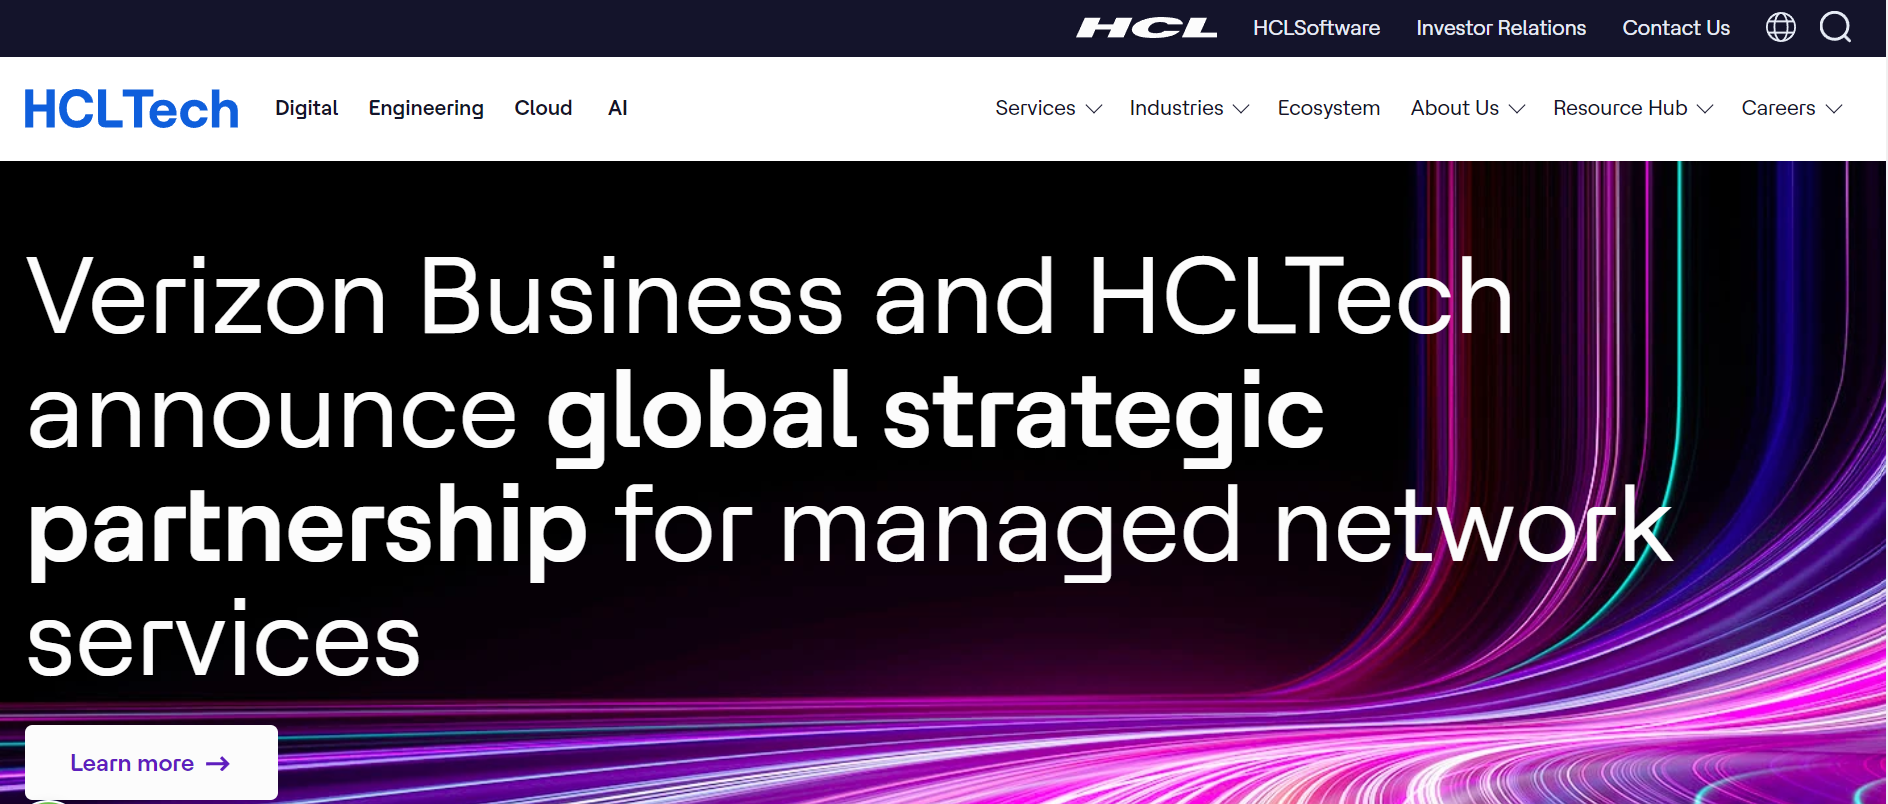 HCL HCLSoftware Investor Relations Contact Us
HCLTech Digital Engineering Cloud AI Services Industries Ecosystem About Us Resource Hub Careers
Verizon Business and HCLTech
announce global strategic
partnership for managed network
services
Learn more →